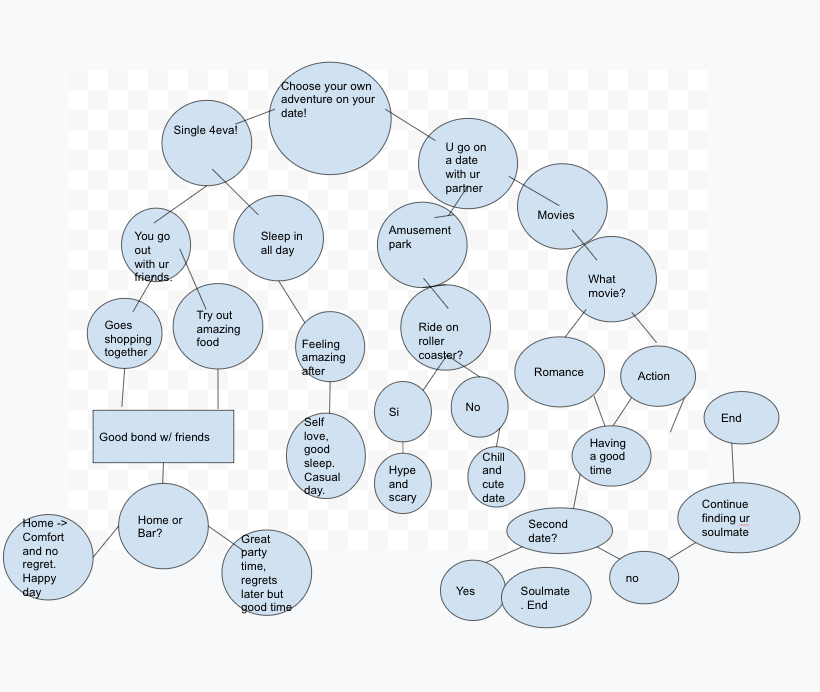 Choose your own
adventure on your
date!
Single 4eva!
U go on
a date
with ur
partner
Movies
Amusement
park
You go
out
with ur
friends.
Sleep in
all day
What
movie?
Goes
shopping
together
Try out
amazing
food
Feeling
amazing
after
Ride on
roller
coaster?
Romance
Action
Si
No
End
Good bond w/ friends
Self
love,
good
sleep.
Casual
day.
Hype
and
scary
Chill
and
cute
date
Having
a good
time
Continue
finding ur
soulmate
Home ->
Comfort
and no
regret.
Happy
day
Home or
Bar?
Great
party
time,
regrets
later but
good time
Second
date?
Yes
Soulmate
. End
no